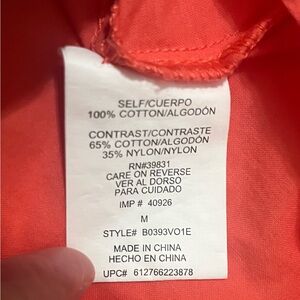 SELF/CUERPO
100% COTTON/ALGODÓN
CONTRAST/CONTRASTE
65% COTTON/ALGODÓN
35% NYLON/NYLON
RN#39831
CARE ON REVERSE
VER AL DORSO
PARA CUIDADO
IMP # 40926
M
STYLE# B0393VO1E
MADE IN CHINA
HECHO EN CHINA
UPC# 612766223878